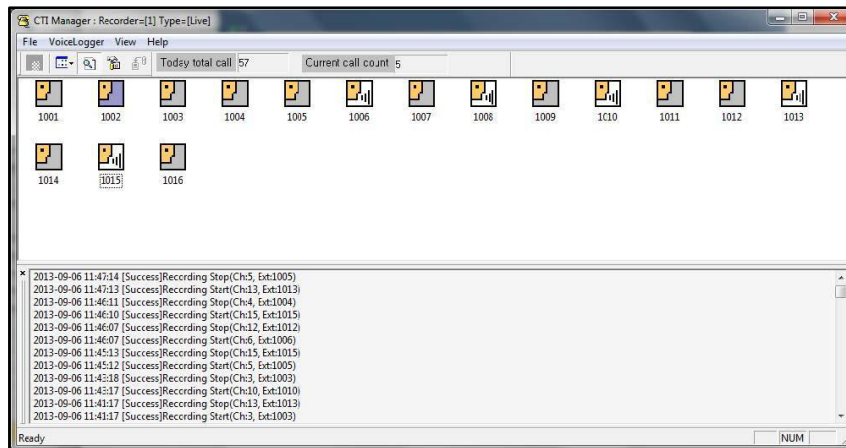 CTI Manager : Recorder=[1] Type=[Live]
File VoiceLogger View Help
Todsy total call 57 Current call count 5
1001 1002 1003 1004 1005 1006 1007 1008 1009 1C10 1011 1012 1013
1014 1015 1016
2013-09-06 11:47:14 [Success]Recording Stop(Ch:5, Ext:1005)
2013-09-06 11:47:13 [Success]Recording Start(Ch:13, Ext:1013)
2013-09-06 11:46:11 [Success]Recording Stop(Ch:4, Ext:1004)
2013-09-06 11:46:10 [Success]Recording Start(Ch:15, Ext:1015)
2013-09-06 11:46:07 [Success]Recording Stop(Ch:12, Ext:1012)
2013-09-06 11:46:07 [Success]Recording Start(Ch:6, Ext:1006)
2013-09-06 11:45:13 [Success]Recording Stop(Ch:15, Ext:1015)
2013-09-06 11:45:12 [Success]Recording Start(Ch:5, Ext:1005)
2013-09-06 11:43:18 [Success]Recording Stop(Ch:3, Ext:1003)
2013-09-06 11:43:17 [Success]Recording Start(Ch:10, Ext:1010)
2013-09-06 11:41:17 [Success]Recording Stop(Ch:13, Ext:1013)
2013-09-06 11:41:17 [Success]Recording Start(Ch:3, Ext:1003)
Ready NUM